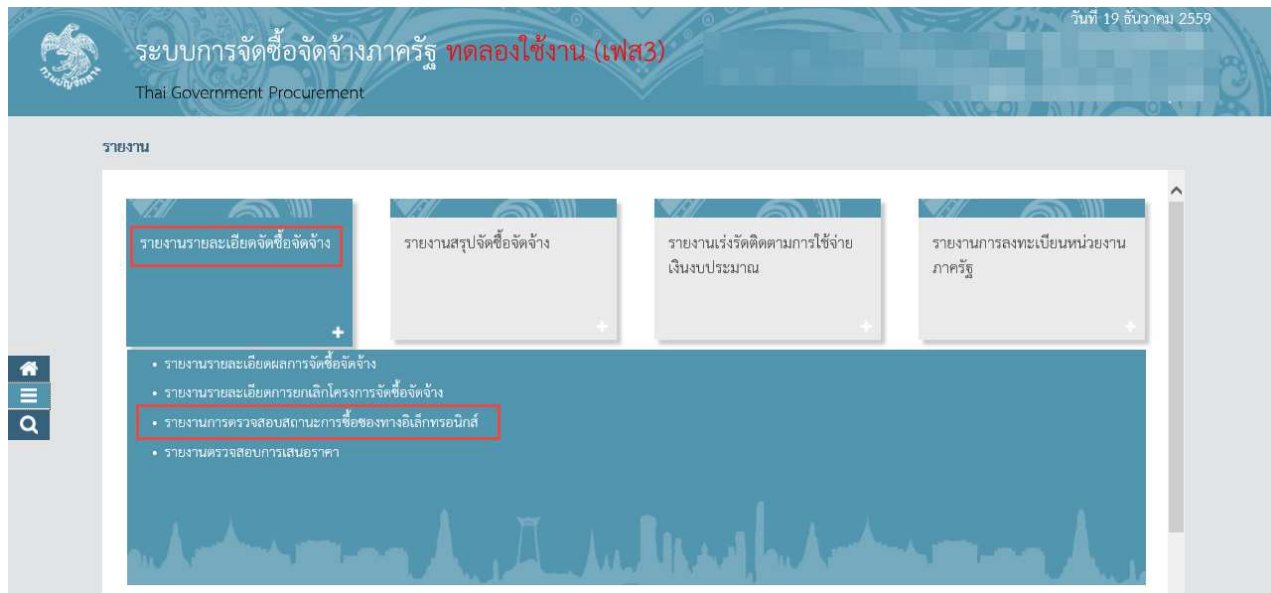 วันที่ 19 ธันวาคม 2559
ระบบการจัดซื้อจัดจ้างภาครัฐ ทดลองใช้งาน (เฟส3)
Thai Government Procurement
กรมบัญชีกลาง
รายงาน
รายงานรายละเอียดจัดซื้อจัดจ้าง
รายงานสรุปจัดซื้อจัดจ้าง
รายงานเร่งรัดติดตามการใช้จ่าย
เงินงบประมาณ
รายงานการลงทะเบียนหน่วยงาน
ภาครัฐ
• รายงานรายละเอียดผลการจัดซื้อจัดจ้าง
• รายงานรายละเอียดการยกเลิกโครงการจัดซื้อจัดจ้าง
• รายงานการตรวจสอบสถานะการซื้อซองทางอิเล็กทรอนิกส์
• รายงานตรวจสอบการเสนอราคา